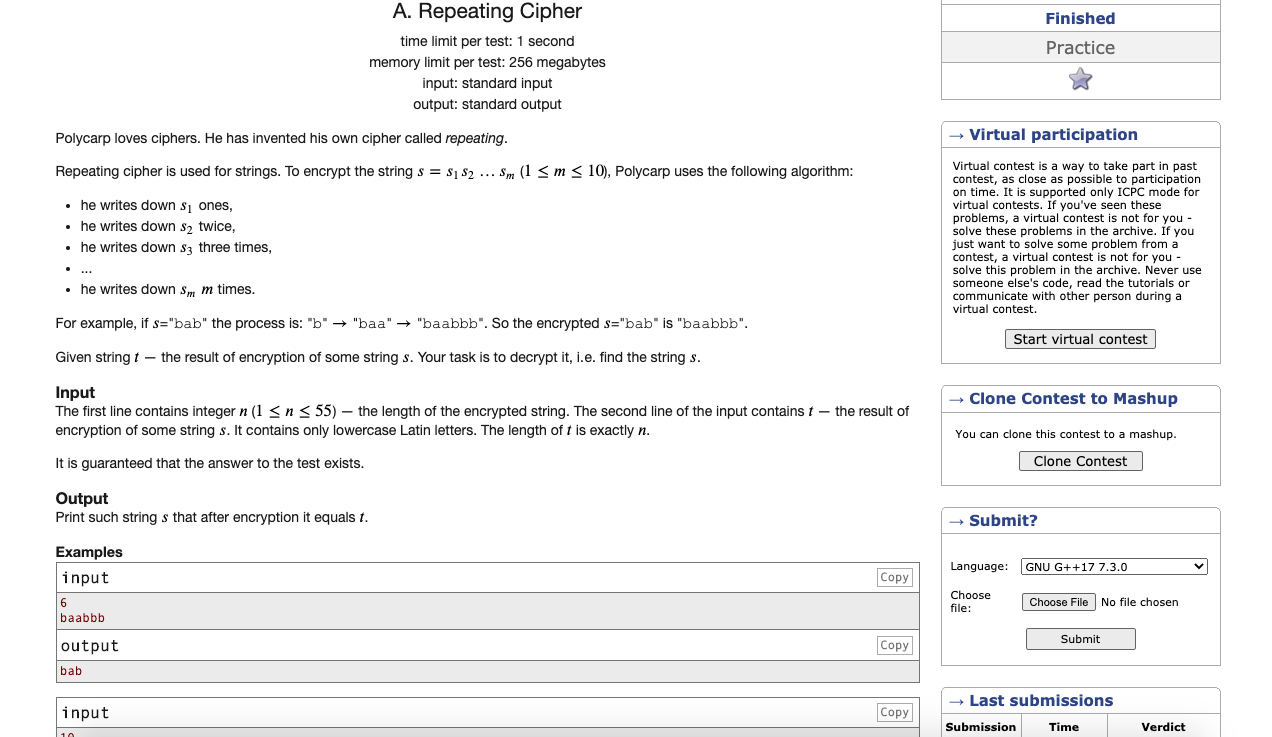 A. Repeating Cipher
time limit per test: 1 second
memory limit per test: 256 megabytes
input: standard input
output: standard output
Polycarp loves ciphers. He has invented his own cipher called repeating.
Repeating cipher is used for strings. To encrypt the string s = s1 s2 … sm (1 ≤ m ≤ 10), Polycarp uses the following algorithm:
• he writes down s1 ones,
• he writes down s2 twice,
• he writes down s3 three times,
• ...
• he writes down sm m times.
For example, if s="bab" the process is: "b" → "baa" → "baabbb". So the encrypted s="bab" is "baabbb".
Given string t — the result of encryption of some string s. Your task is to decrypt it, i.e. find the string s.
Input
The first line contains integer n (1 ≤ n ≤ 55) — the length of the encrypted string. The second line of the input contains t — the result of
encryption of some string s. It contains only lowercase Latin letters. The length of t is exactly n.
It is guaranteed that the answer to the test exists.
Output
Print such string s that after encryption it equals t.
Examples
input Copy
6
baabbb
output Copy
bab
input Copy
10
Finished
Practice
→ Virtual participation
Virtual contest is a way to take part in past
contest, as close as possible to participation
on time. It is supported only ICPC mode for
virtual contests. If you've seen these
problems, a virtual contest is not for you -
solve these problems in the archive. If you
just want to solve some problem from a
contest, a virtual contest is not for you -
solve this problem in the archive. Never use
someone else's code, read the tutorials or
communicate with other person during a
virtual contest.
Start virtual contest
→ Clone Contest to Mashup
You can clone this contest to a mashup.
Clone Contest
→ Submit?
Language: GNU G++17 7.3.0
Choose
file: Choose File No file chosen
Submit
→ Last submissions
Submission Time Verdict